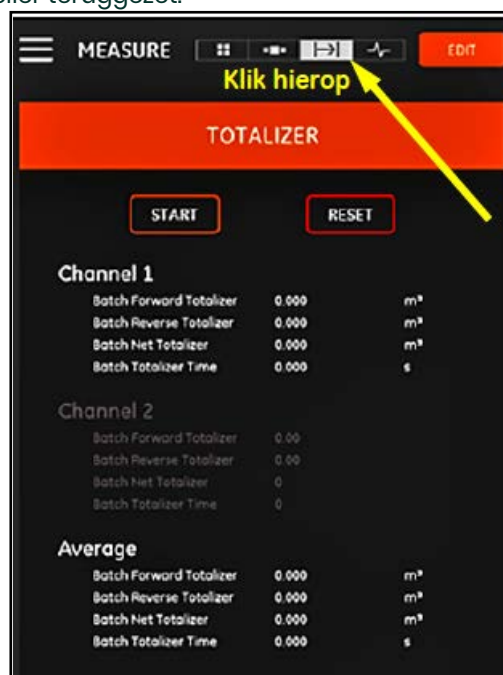 teruggezet.
MEASURE EDIT
Klik hierop
TOTALIZER
START RESET
Channel 1
Batch Forward Totalizer 0.000 m³
Batch Reverse Totalizer 0.000 m³
Batch Net Totalizer 0.000 m³
Batch Totalizer Time 0.000 s
Channel 2
Batch Forward Totalizer 0.00
Batch Reverse Totalizer 0.00
Batch Net Totalizer 0
Batch Totalizer Time 0
Average
Batch Forward Totalizer 0.000 m³
Batch Reverse Totalizer 0.000 m³
Batch Net Totalizer 0.000 m³
Batch Totalizer Time 0.000 s